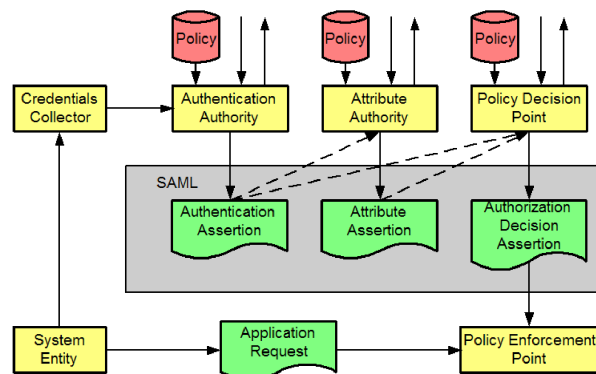 Policy
Policy
Policy
Credentials
Collector
Authentication
Authority
Attribute
Authority
Policy Decision
Point
SAML
Authentication
Assertion
Attribute
Assertion
Authorization
Decision
Assertion
System
Entity
Application
Request
Policy Enforcement
Point